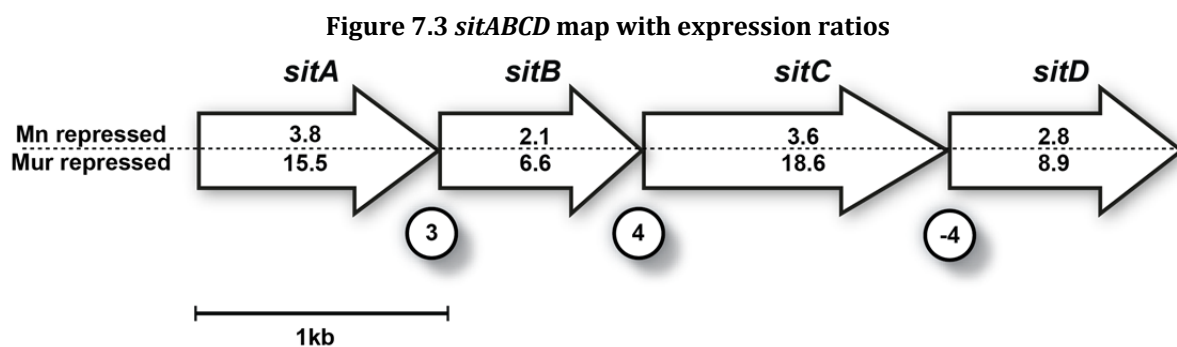 Figure 7.3 sitABCD map with expression ratios
sitA sitB sitC sitD
Mn repressed 3.8 2.1 3.6 2.8
Mur repressed 15.5 6.6 18.6 8.9
3 4 -4
1kb